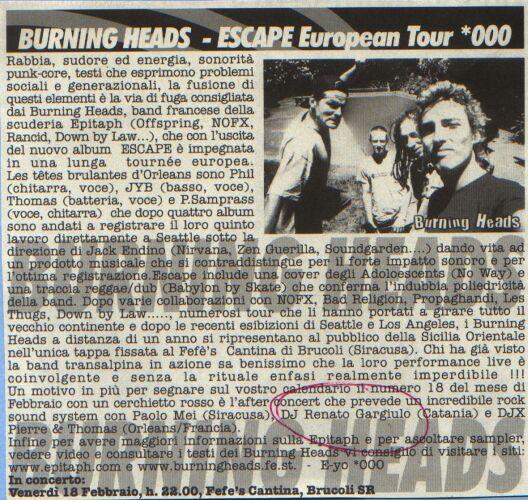 BURNING HEADS - ESCAPE European Tour *000
Rabbia, sudore ed energia, sonorità
punk-core, testi che esprimono problemi
sociali e generazionali, la fusione di
questi elementi è la via di fuga consigliata
dai Burning Heads, band francese della
scuderia Epitaph (Offspring, NOFX,
Rancid, Down by Law...), che con l'uscita
del nuovo album ESCAPE è impegnata
in una lunga tournée europea.
Les têtes brulantes d'Orleans sono Phil
(chitarra, voce), JYB (basso, voce),
Thomas (batteria, voce) e P.Samprass
(voce, chitarra) che dopo quattro album
sono andati a registrare il loro quinto
lavoro direttamente a Seattle sotto la
direzione di Jack Endino (Nirvana, Zen Guerilla, Soundgarden....) dando vita ad
un prodotto musicale che si contraddistingue per il forte impatto sonoro e per
l'ottima registrazione.Escape include una cover degli Adoloescents (No Way) e
una traccia reggae/dub (Babylon by Skate) che conferma l'indubbia poliedricità
della band. Dopo varie collaborazioni con NOFX, Bad Religion, Propaghandi, Les
Thugs, Down by Law....., numerosi tour che li hanno portati a girare tutto il
vecchio continente e dopo le recenti esibizioni di Seattle e Los Angeles, i Burning
Heads a distanza di un anno si ripresentano al pubblico della Sicilia Orientale
nell'unica tappa fissata al Fefè's Cantina di Brucoli (Siracusa). Chi ha già visto
la band transalpina in azione sa benissimo che la loro performance live è
coinvolgente e senza la rituale enfasi realmente imperdibile !!!
Un motivo in più per segnare sul vostro calendario il numero 18 del mese di
Febbraio con un cerchietto rosso è l'after concert che prevede l' incredibile rock
sound system con Paolo Mei (Siracusa), DJ Renato Gargiulo (Catania) e DJX
Pierre & Thomas (Orleans/Francia).
Infine per avere maggiori informazioni sulla Epitaph e per ascoltare sampler,
vedere video o consultare i testi dei Burning Heads vi consiglio di visitare i siti:
www.epitaph.com e www.burningheads.fe.st. - E-yo *000
In concerto:
Venerdì 18 Febbraio, h. 22.00, Fefe's Cantina, Brucoli SR
Burning Heads
BURNING HEADS
BURNING HEADS